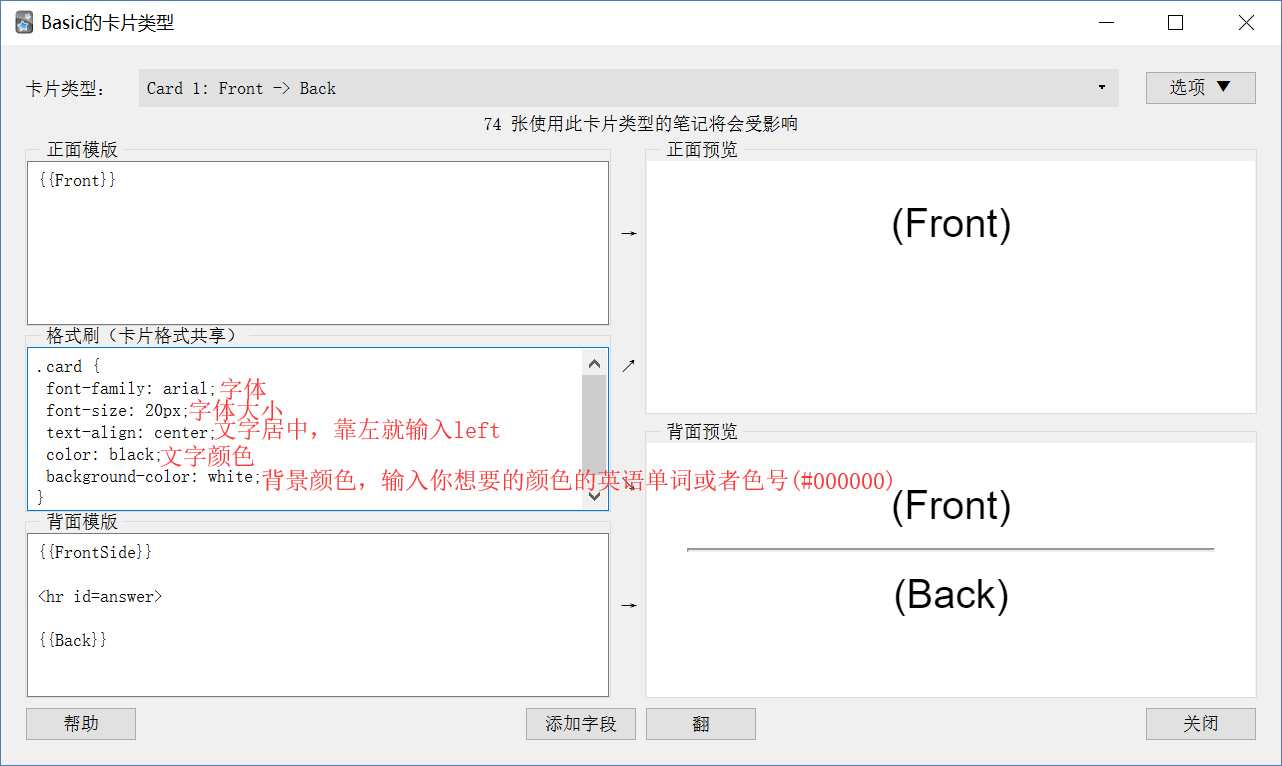 Basic的卡片类型
卡片类型: Card 1: Front -> Back 选项 ▼
74 张使用此卡片类型的笔记将会受影响
正面模版
{{Front}}
→
正面预览
(Front)
格式刷（卡片格式共享）
.card {
font-family: arial;字体
font-size: 20px;字体大小
text-align: center;文字居中，靠左就输入left
color: black;文字颜色
background-color: white;背景颜色，输入你想要的颜色的英语单词或者色号(#000000)
}
↗
背面预览
(Front)
(Back)
背面模版
{{FrontSide}}
<hr id=answer>
{{Back}}
→
帮助 添加字段 翻 关闭